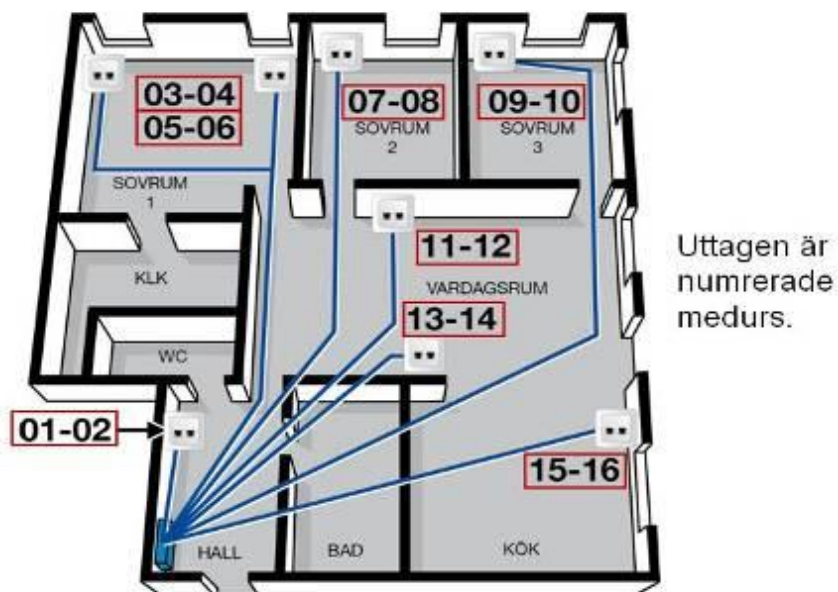 03-04
05-06
07-08
09-10
SOVRUM
1
SOVRUM
2
SOVRUM
3
11-12
KLK
VARDAGSRUM
13-14
WC
01-02
15-16
HALL
BAD
KÖK
Uttagen är
numrerade
medurs.